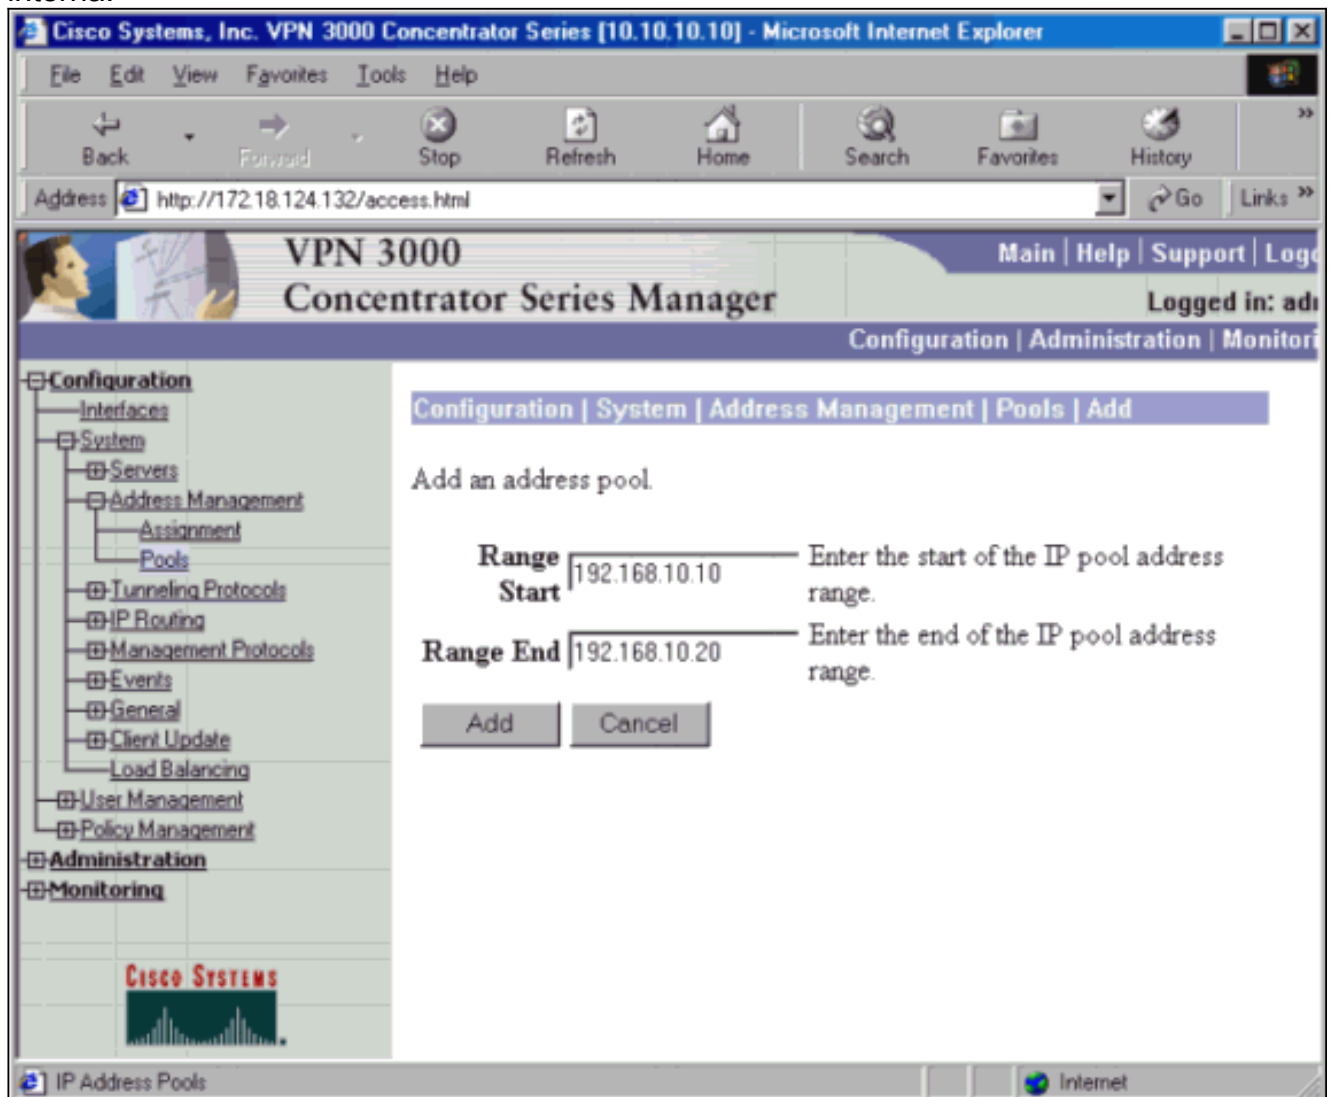 Cisco Systems, Inc. VPN 3000 Concentrator Series [10.10.10.10] - Microsoft Internet Explorer
File Edit View Favorites Tools Help
Back Forward Stop Refresh Home Search Favorites History »
Address http://172.18.124.132/access.html Go Links »
VPN 3000
Concentrator Series Manager
Main | Help | Support |
Logged in:
Configuration | Administration |
Configuration
Interfaces
System
Servers
Address Management
Assignment
Pools
Tunneling Protocols
IP Routing
Management Protocols
Events
General
Client Update
Load Balancing
User Management
Policy Management
Administration
Monitoring
CISCO SYSTEMS
Configuration | System | Address Management | Pools | Add
Add an address pool.
Range Start 192.168.10.10 Enter the start of the IP pool address
range.
Range End 192.168.10.20 Enter the end of the IP pool address
range.
Add Cancel
IP Address Pools Internet